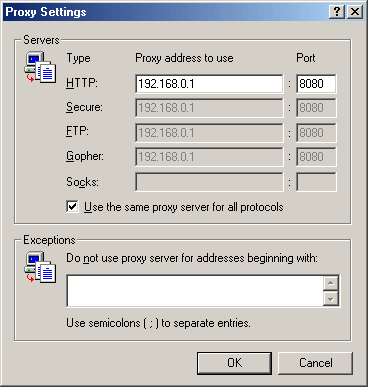 Proxy Settings
Servers
Type Proxy address to use Port
HTTP: 192.168.0.1 : 8080
Secure: 192.168.0.1 : 8080
FTP: 192.168.0.1 : 8080
Gopher: 192.168.0.1 : 8080
Socks: :
Use the same proxy server for all protocols
Exceptions
Do not use proxy server for addresses beginning with:
Use semicolons ( ; ) to separate entries.
OK Cancel